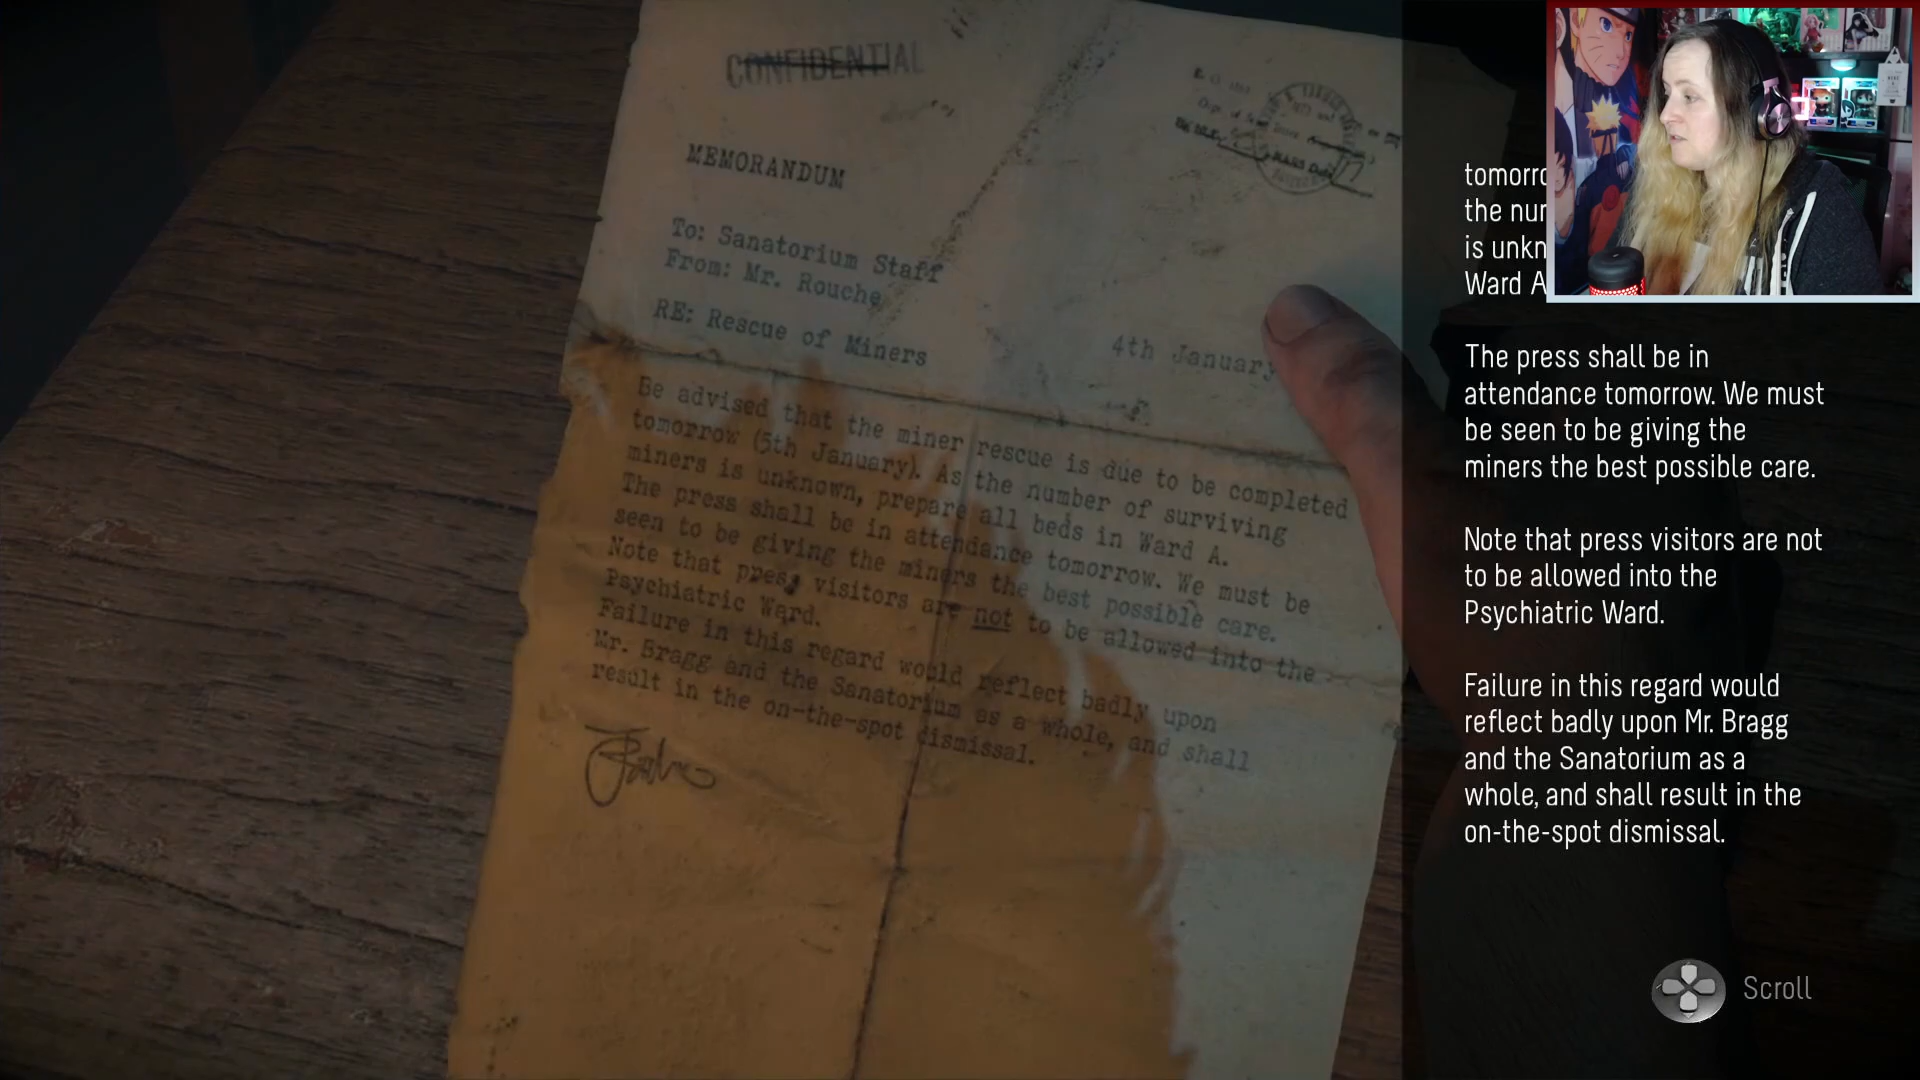 CONFIDENTIAL
MEMORANDUM
To: Sanatorium Staff
From: Mr. Rouche
RE: Rescue of Miners
4th January
Be advised that the miner rescue is due to be completed
tomorrow (5th January). As the number of surviving
miners is unknown, prepare all beds in Ward A.
The press shall be in attendance tomorrow. We must be
seen to be giving the miners the best possible care.
Note that press visitors are not to be allowed into the
Psychiatric Ward.
Failure in this regard would reflect badly upon
Mr. Bragg and the Sanatorium as a whole, and shall
result in the on-the-spot dismissal.
tomorro
the nur
is unkn
Ward A
The press shall be in
attendance tomorrow. We must
be seen to be giving the
miners the best possible care.
Note that press visitors are not
to be allowed into the
Psychiatric Ward.
Failure in this regard would
reflect badly upon Mr. Bragg
and the Sanatorium as a
whole, and shall result in the
on-the-spot dismissal.
Scroll